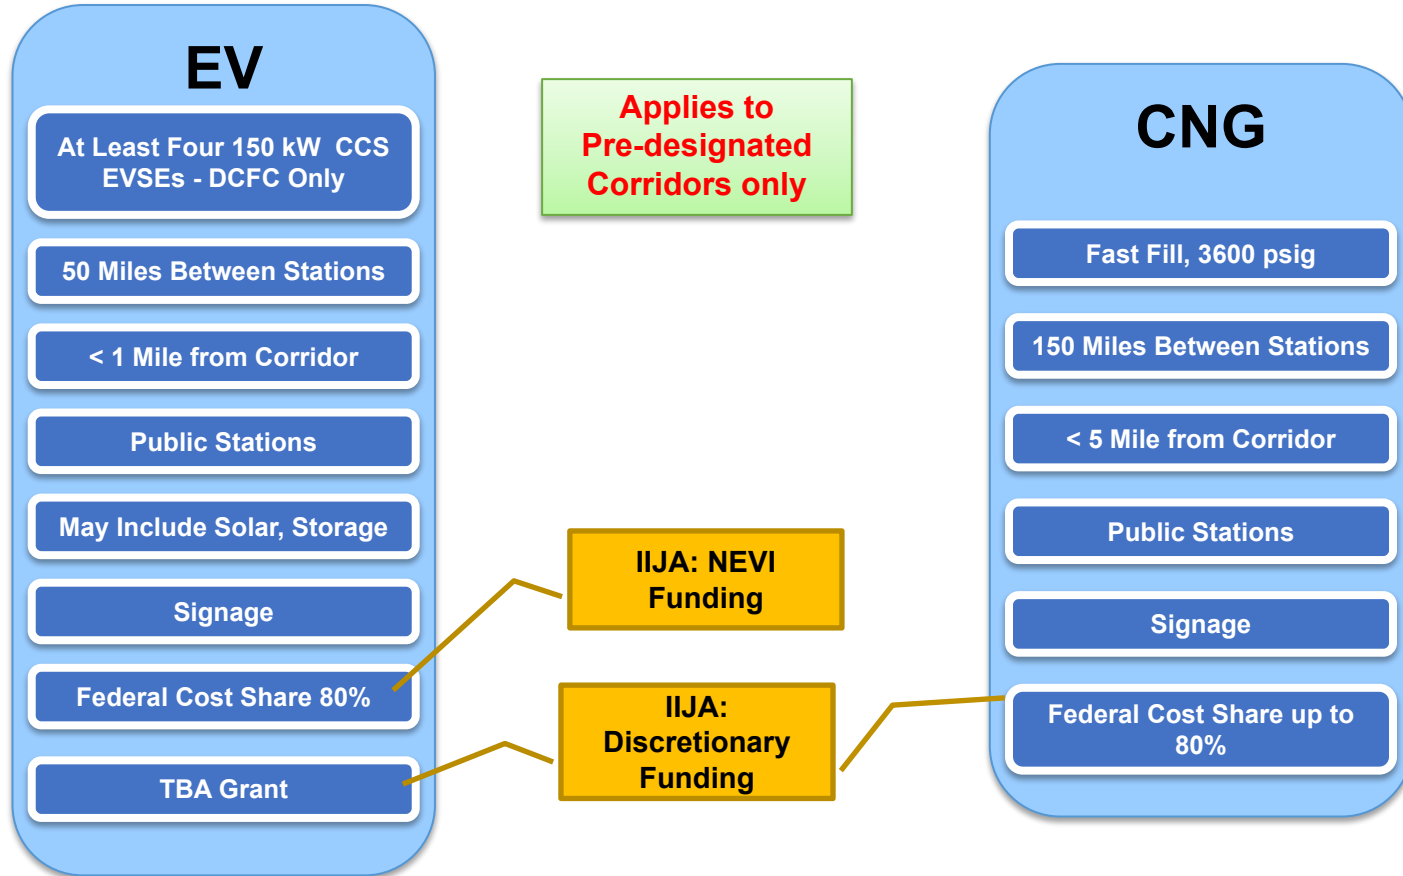 EV
At Least Four 150 kW CCS
EVSEs - DCFC Only
50 Miles Between Stations
< 1 Mile from Corridor
Public Stations
May Include Solar, Storage
Signage
Federal Cost Share 80%
TBA Grant
Applies to
Pre-designated
Corridors only
IIJA: NEVI
Funding
IIJA:
Discretionary
Funding
CNG
Fast Fill, 3600 psig
150 Miles Between Stations
< 5 Mile from Corridor
Public Stations
Signage
Federal Cost Share up to
80%